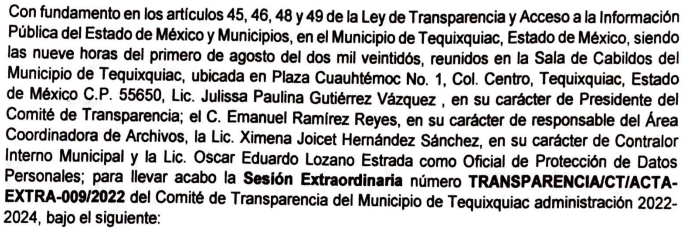 Con fundamento en los artículos 45, 46, 48 y 49 de la Ley de Transparencia y Acceso a la Información
Pública del Estado de México y Municipios, en el Municipio de Tequixquiac, Estado de México, siendo
las nueve horas del primero de agosto del dos mil veintidós, reunidos en la Sala de Cabildos del
Municipio de Tequixquiac, ubicada en Plaza Cuauhtémoc No. 1, Col. Centro, Tequixquiac, Estado
de México C.P. 55650, Lic. Julissa Paulina Gutiérrez Vázquez , en su carácter de Presidente del
Comité de Transparencia; el C. Emanuel Ramírez Reyes, en su carácter de responsable del Área
Coordinadora de Archivos, la Lic. Ximena Joicet Hernández Sánchez, en su carácter de Contralor
Interno Municipal y la Lic. Oscar Eduardo Lozano Estrada como Oficial de Protección de Datos
Personales; para llevar acabo la Sesión Extraordinaria número TRANSPARENCIA/CT/ACTA-
EXTRA-009/2022 del Comité de Transparencia del Municipio de Tequixquiac administración 2022-
2024, bajo el siguiente: